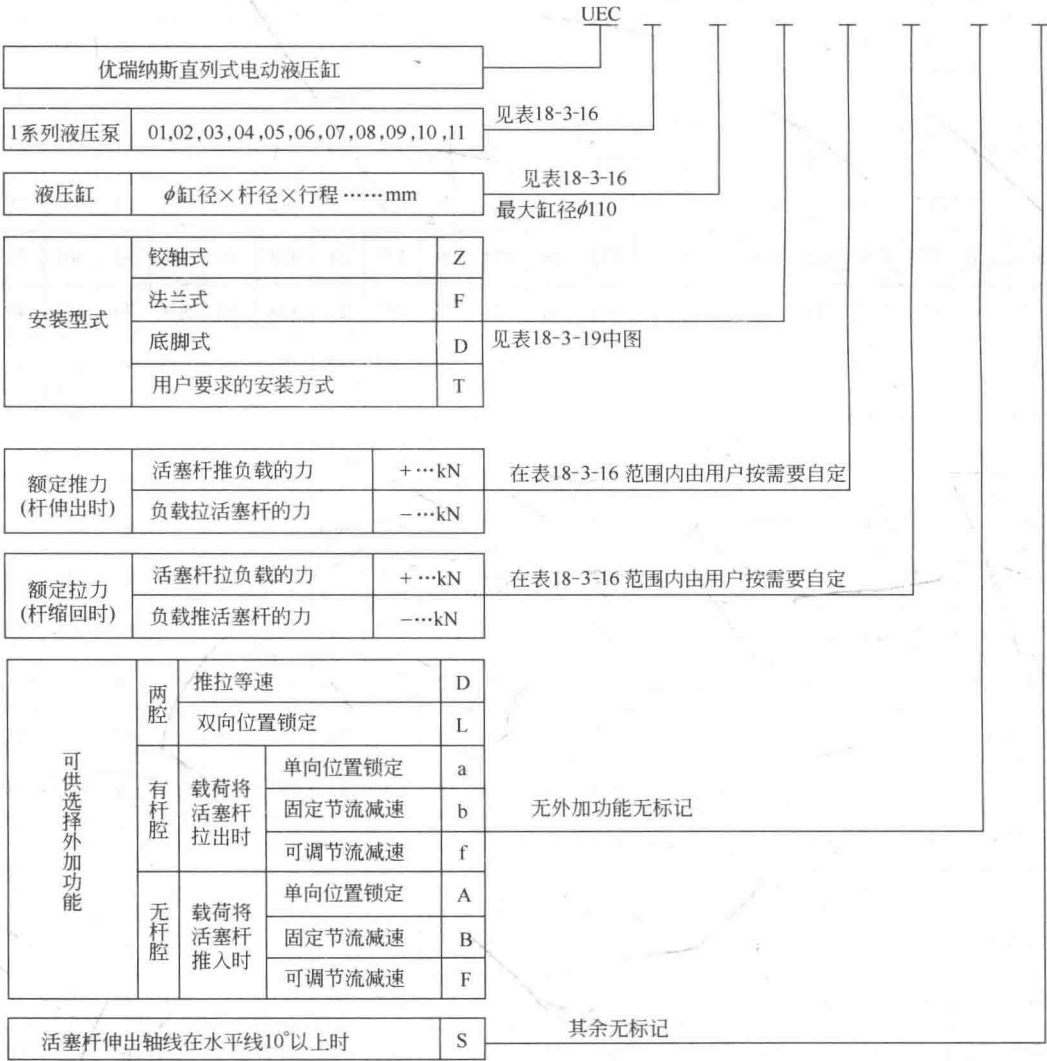 UEC
优瑞纳斯直列式电动液压缸
1系列液压泵 01,02,03,04,05,06,07,08,09,10,11 见表18-3-16
液压缸 ϕ缸径×杆径×行程……mm 见表18-3-16
最大缸径ϕ110
安装型式
铰轴式 Z
法兰式 F
底脚式 D
用户要求的安装方式 T
见表18-3-19中图
额定推力
(杆伸出时)
活塞杆推负载的力 +…kN
负载拉活塞杆的力 −…kN
在表18-3-16 范围内由用户按需要自定
额定拉力
(杆缩回时)
活塞杆拉负载的力 +…kN
负载推活塞杆的力 −…kN
在表18-3-16 范围内由用户按需要自定
可供选择外加功能
两腔
推拉等速 D
双向位置锁定 L
有杆腔
载荷将
活塞杆
拉出时
单向位置锁定 a
固定节流减速 b
可调节流减速 f
无外加功能无标记
无杆腔
载荷将
活塞杆
推入时
单向位置锁定 A
固定节流减速 B
可调节流减速 F
活塞杆伸出轴线在水平线10°以上时 S 其余无标记